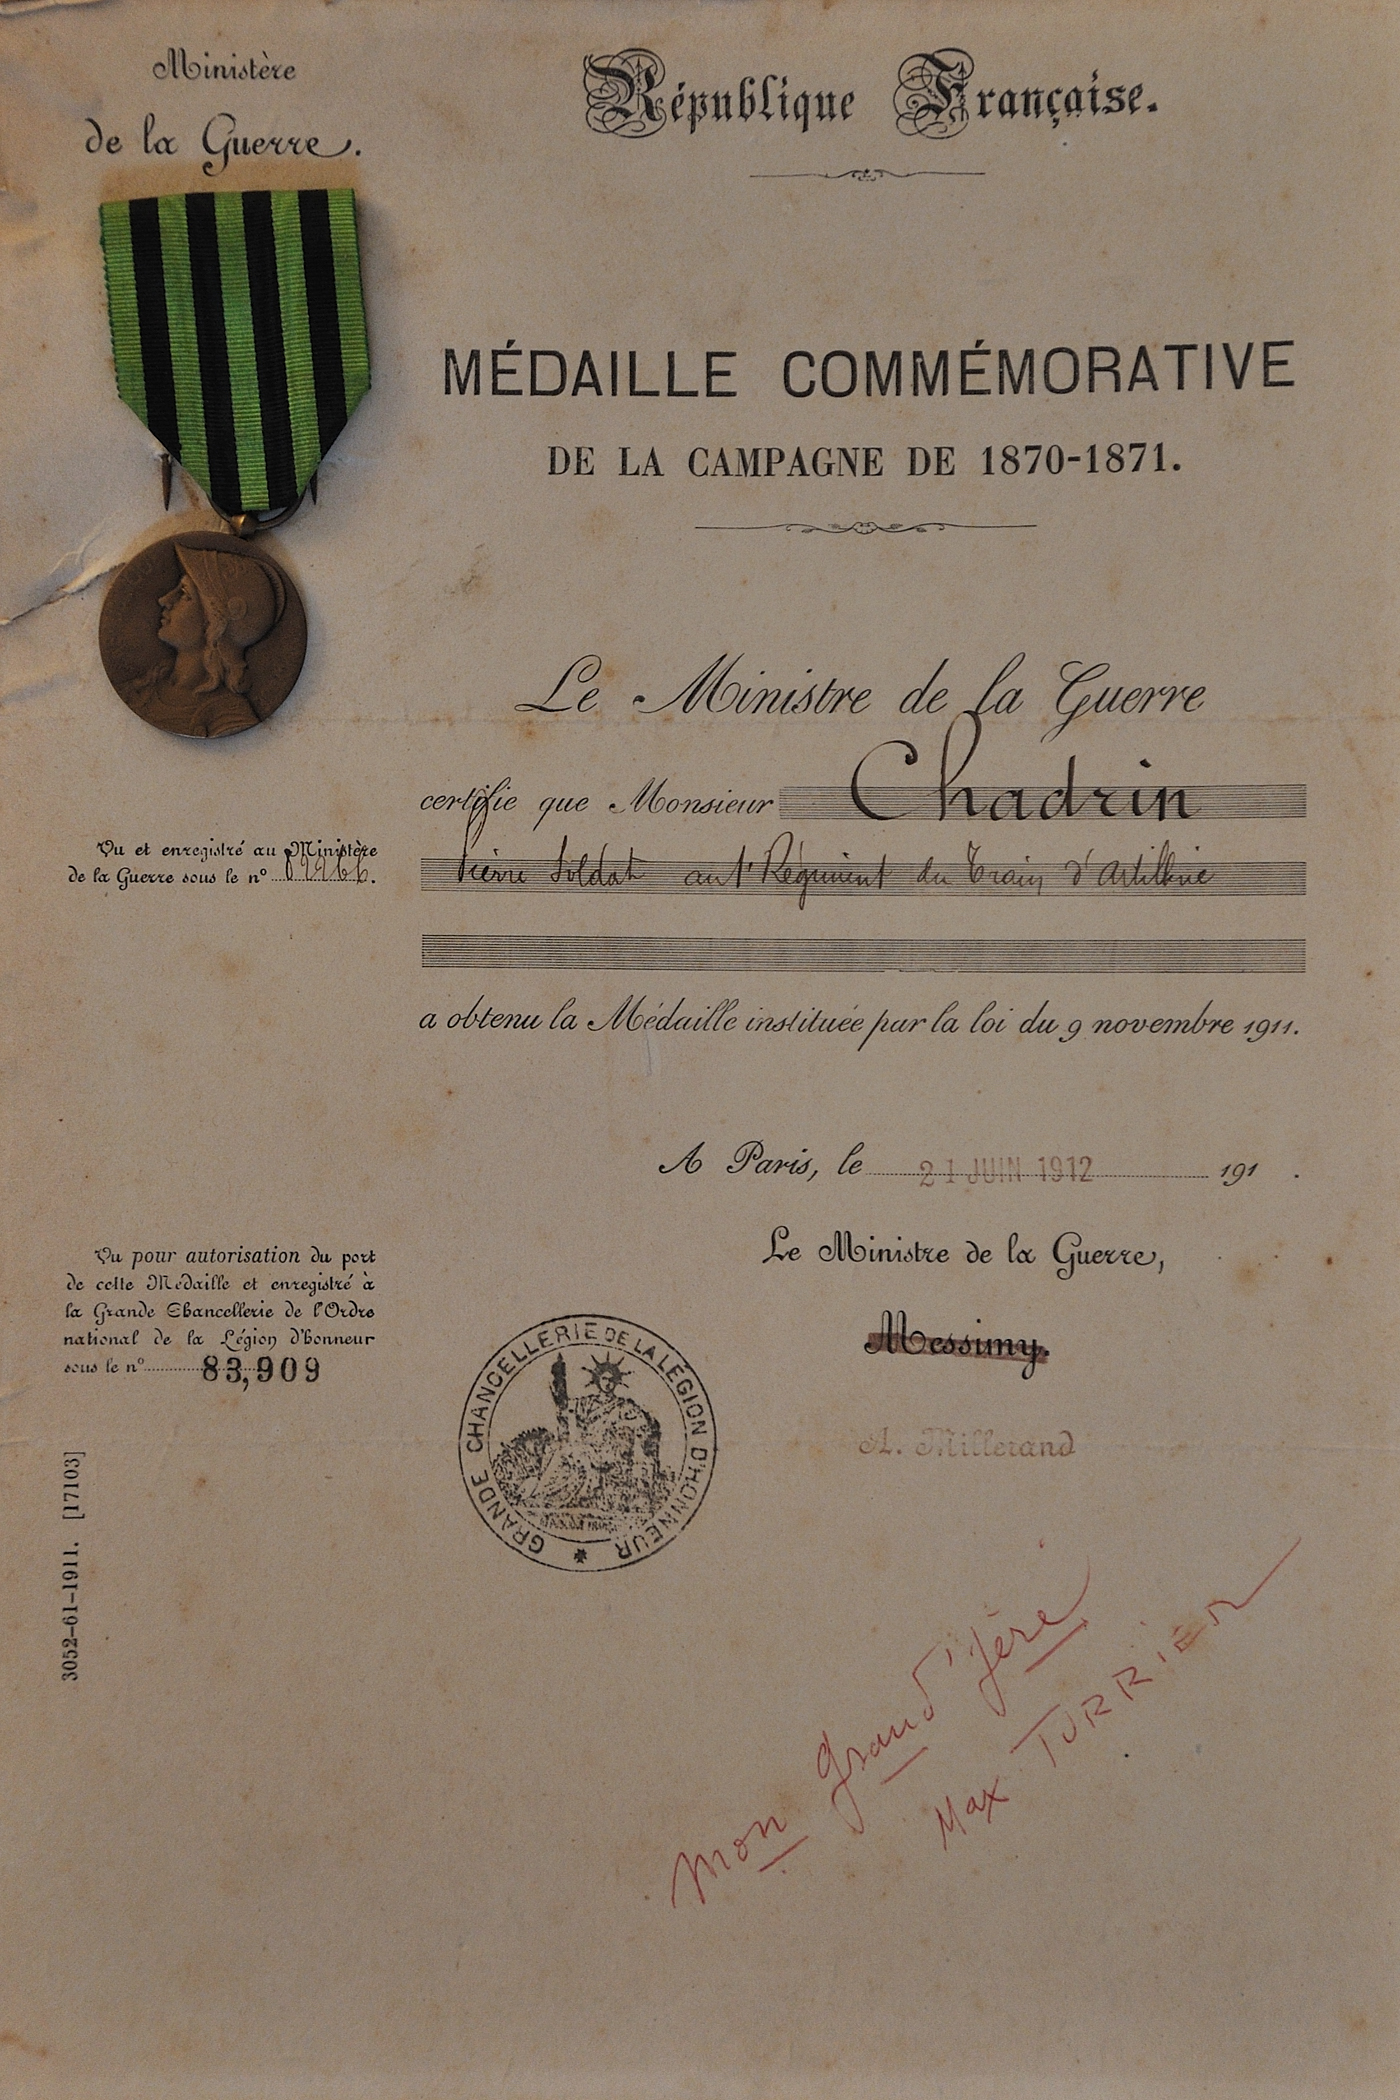 Ministère
de la Guerre.
République Française.
MÉDAILLE COMMÉMORATIVE
DE LA CAMPAGNE DE 1870-1871.
Le Ministre de la Guerre
certifie que Monsieur Chadrin
Pierre Soldat au 1er Régiment du Train d'Artillerie
a obtenu la Médaille instituée par la loi du 9 novembre 1911.
Vu et enregistré au Ministère
de la Guerre sous le n°
A Paris, le 21 JUIN 1912 191 .
Le Ministre de la Guerre,
Messimy.
A. Millerand
Vu pour autorisation du port
de cette Médaille et enregistré à
la Grande Chancellerie de l'Ordre
national de la Légion d'honneur
sous le n° 83,909
GRANDE CHANCELLERIE DE LA LÉGION D'HONNEUR
3052-61-1911. [17103]
Mon Grand'Père
Max TURRIER